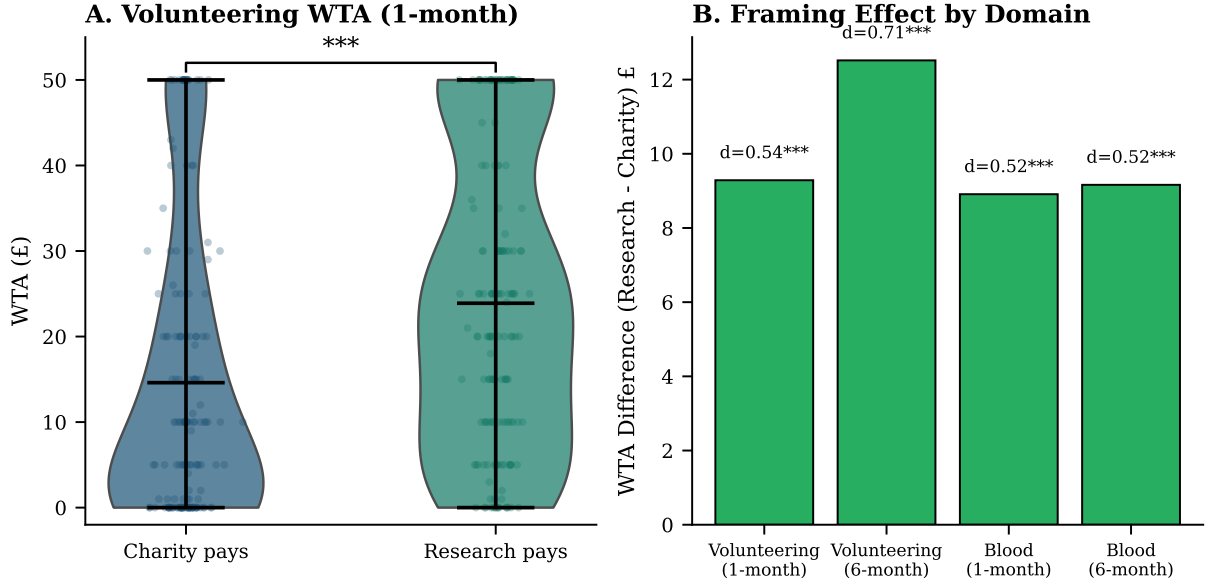 A. Volunteering WTA (1-month)
***
WTA (£)
50
40
30
20
10
0
Charity pays
Research pays
B. Framing Effect by Domain
WTA Difference (Research - Charity) £
12
10
8
6
4
2
0
d=0.54***
d=0.71***
d=0.52***
d=0.52***
Volunteering
(1-month)
Volunteering
(6-month)
Blood
(1-month)
Blood
(6-month)